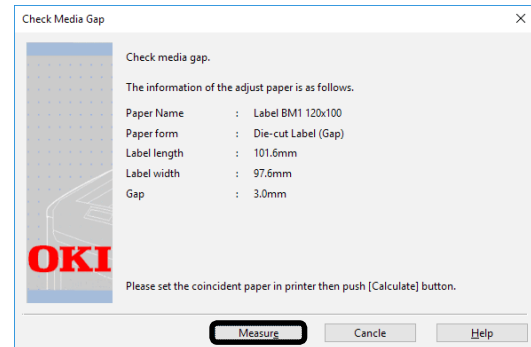 Check Media Gap
Check media gap.
The information of the adjust paper is as follows.
Paper Name : Label BM1 120x100
Paper form : Die-cut Label (Gap)
Label length : 101.6mm
Label width : 97.6mm
Gap : 3.0mm
OKI
Please set the coincident paper in printer then push [Calculate] button.
Measure Cancle Help